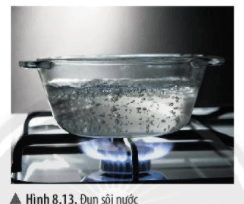 ▲ Hình 8.13. Đun sôi nước